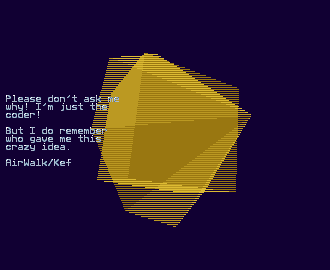 Please don't ask me
why! I'm just the
coder!
But I do remember
who gave me this
crazy idea.
AirWalk/Kef